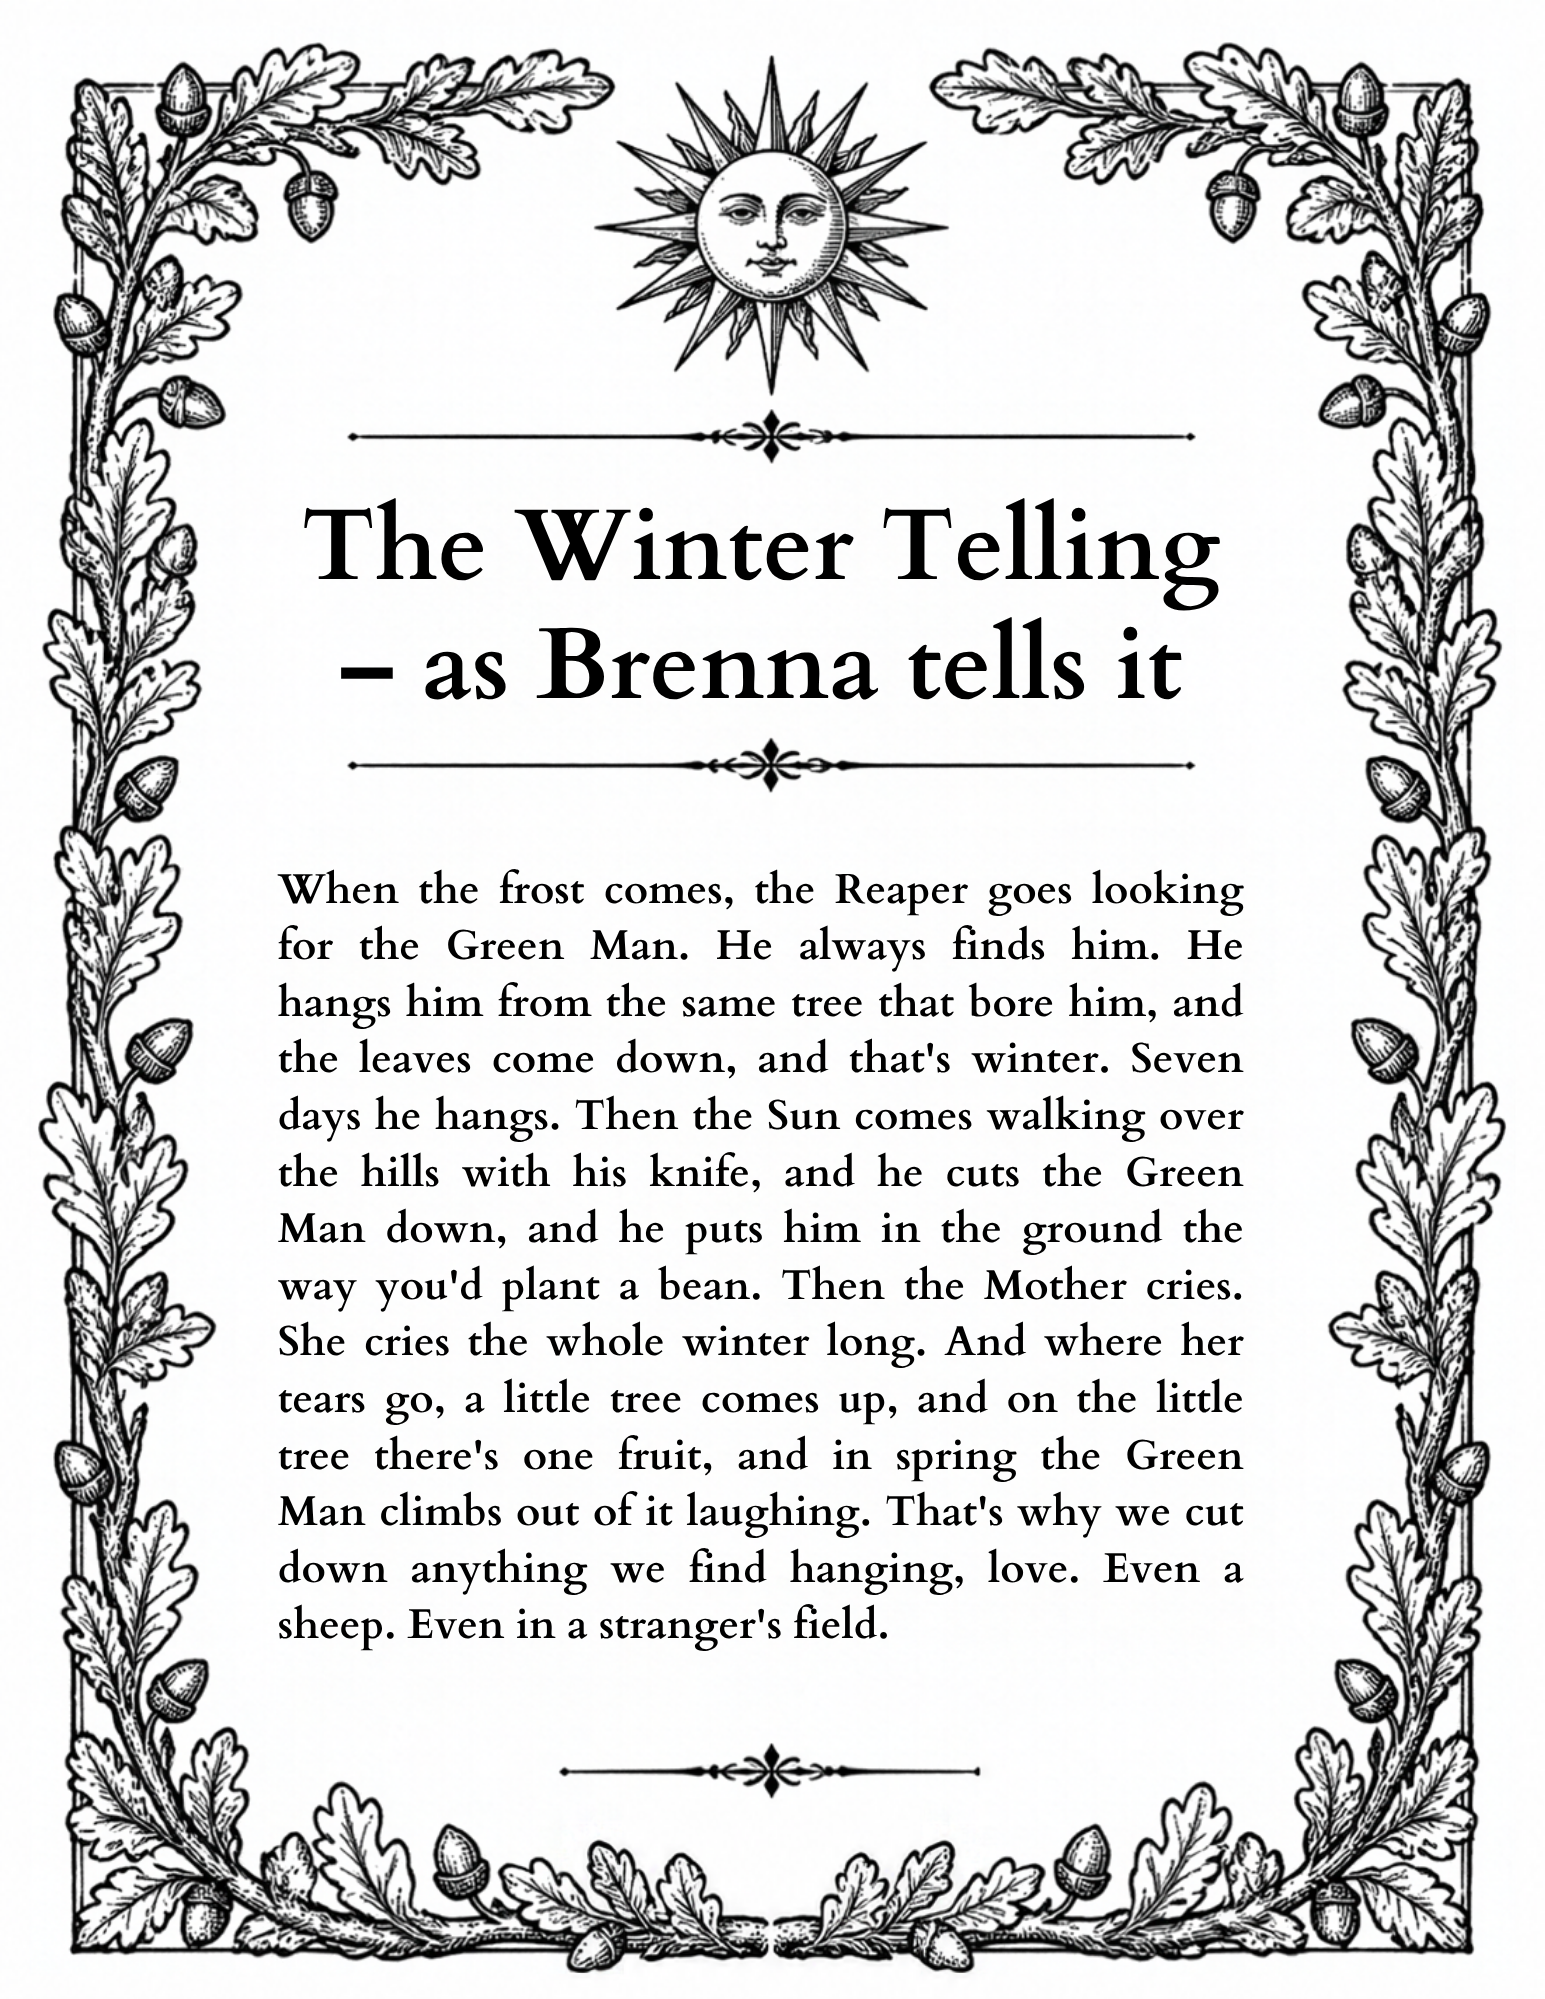 The Winter Telling
– as Brenna tells it
When the frost comes, the Reaper goes looking
for the Green Man. He always finds him. He
hangs him from the same tree that bore him, and
the leaves come down, and that's winter. Seven
days he hangs. Then the Sun comes walking over
the hills with his knife, and he cuts the Green
Man down, and he puts him in the ground the
way you'd plant a bean. Then the Mother cries.
She cries the whole winter long. And where her
tears go, a little tree comes up, and on the little
tree there's one fruit, and in spring the Green
Man climbs out of it laughing. That's why we cut
down anything we find hanging, love. Even a
sheep. Even in a stranger's field.